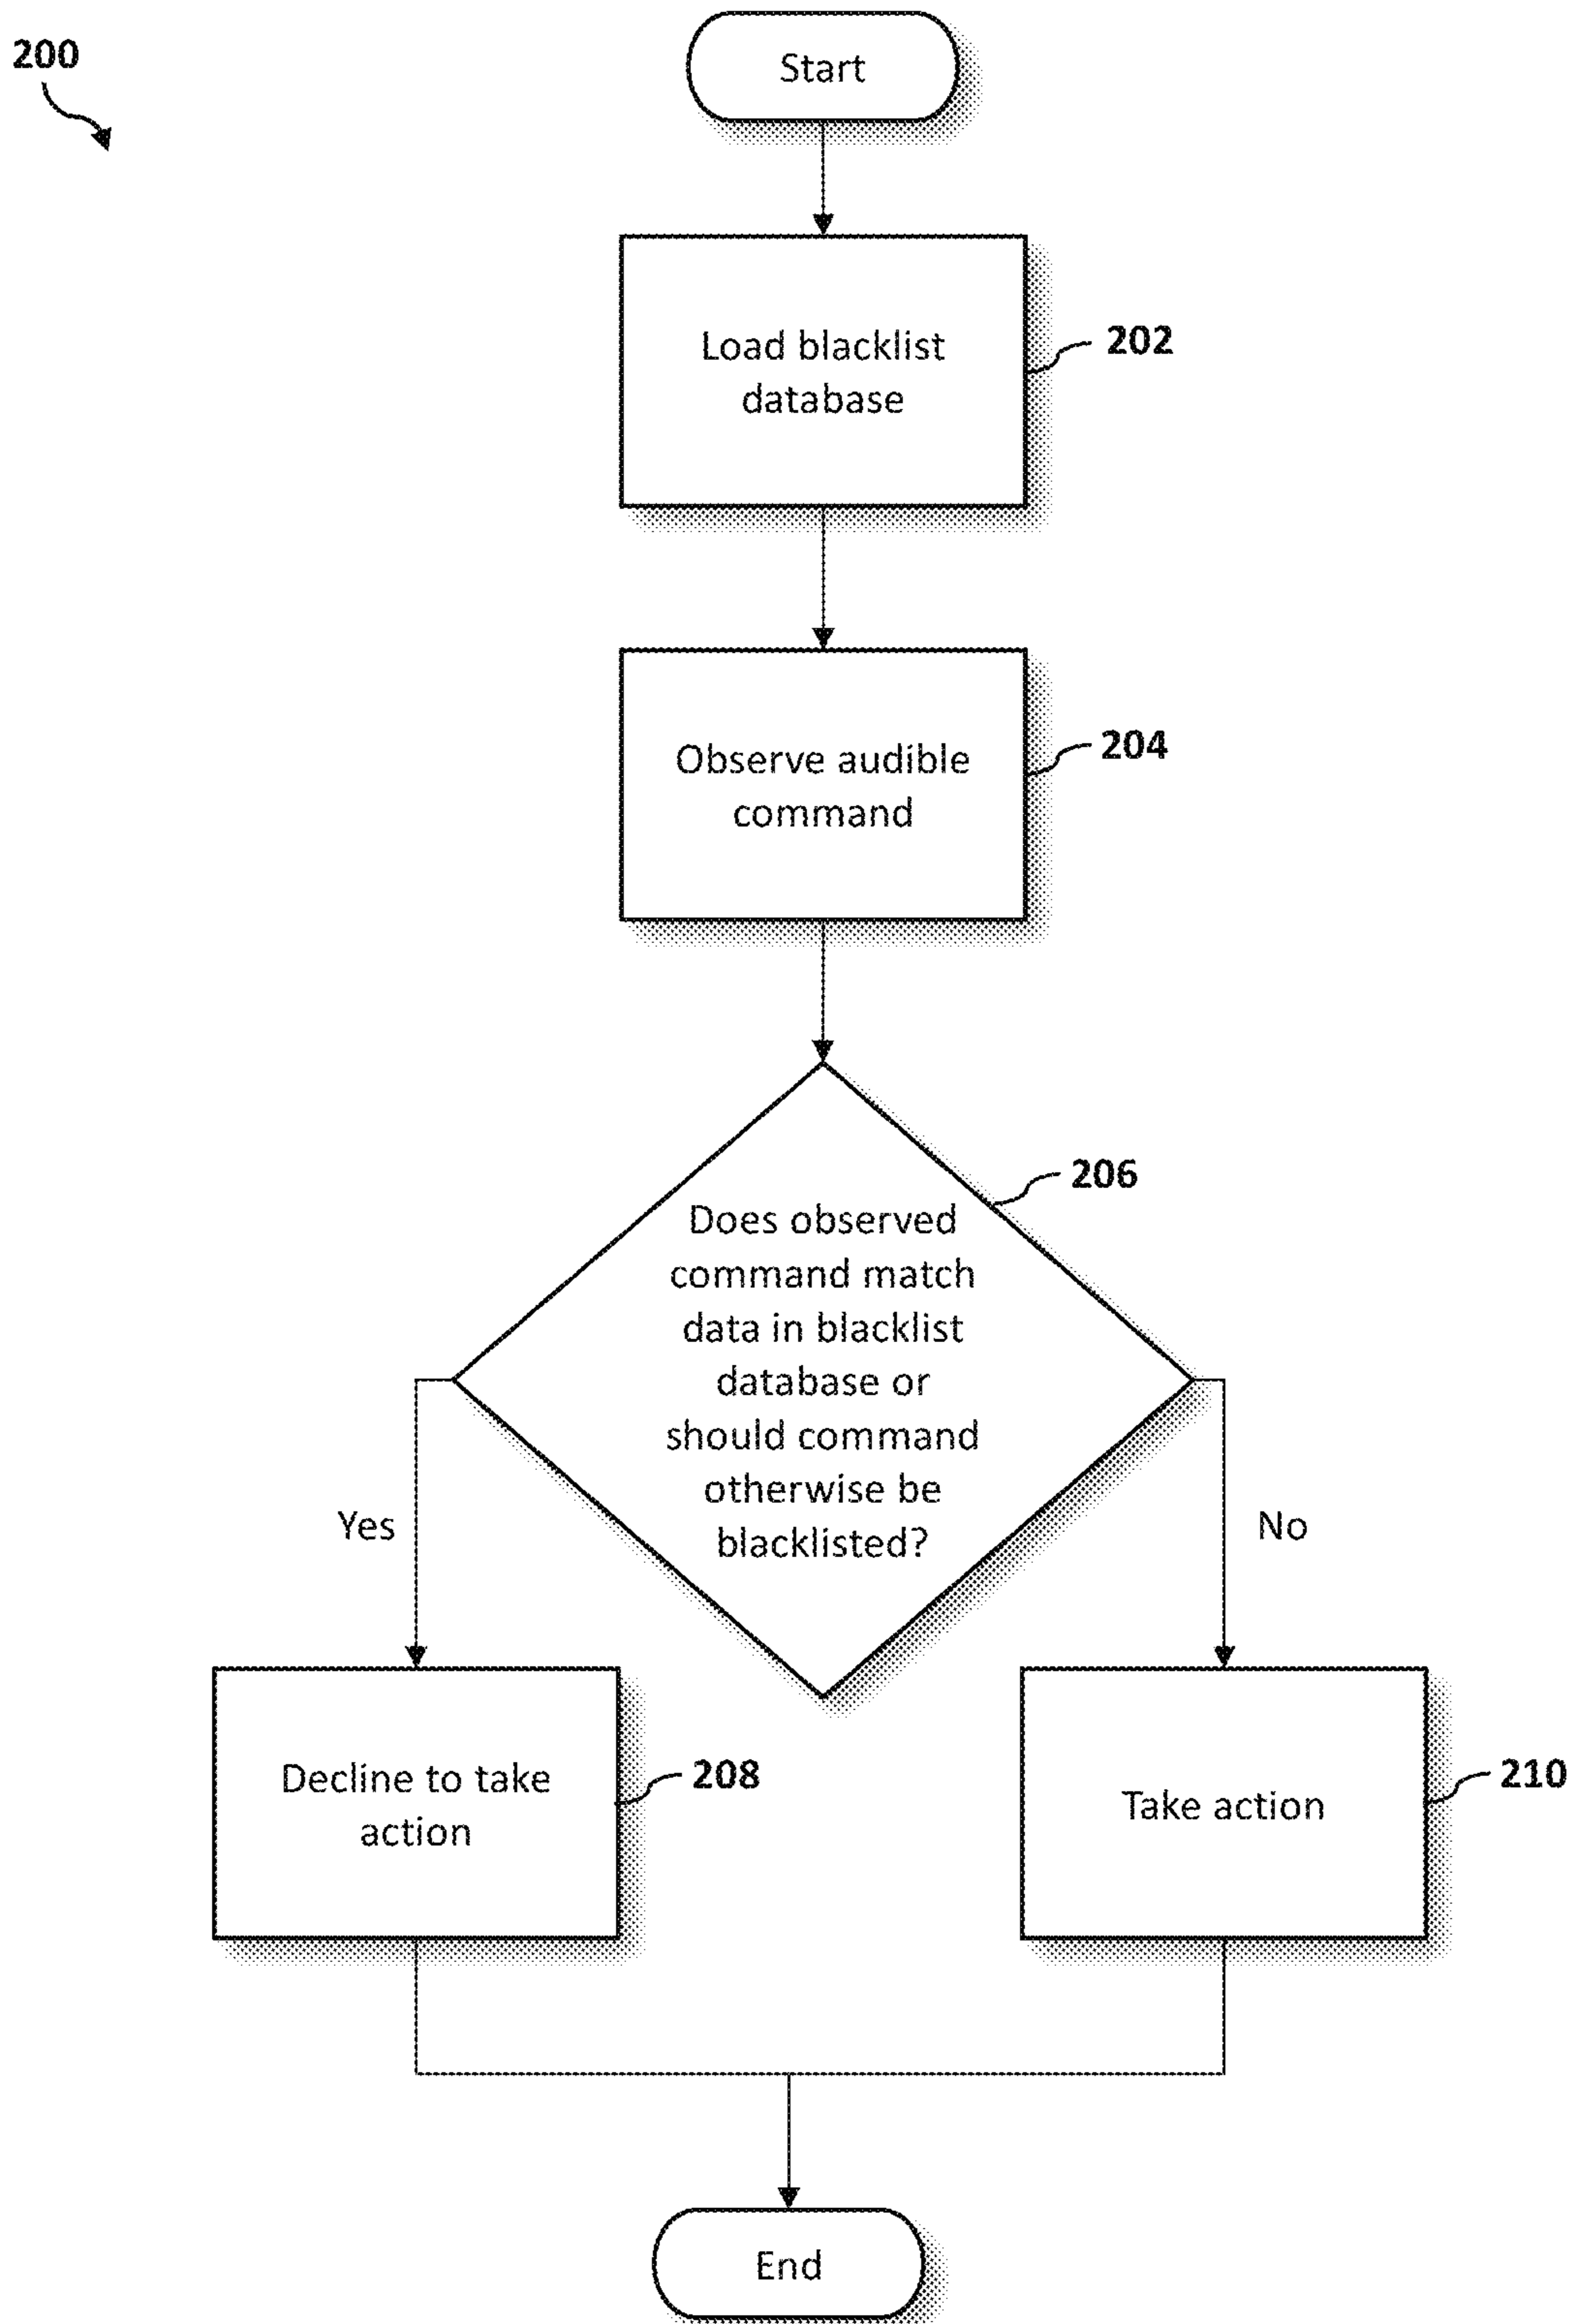 200
Start
Load blacklist
database
202
Observe audible
command
204
206
Does observed
command match
data in blacklist
database or
should command
otherwise be
blacklisted?
Yes
No
Decline to take
action
208
Take action
210
End